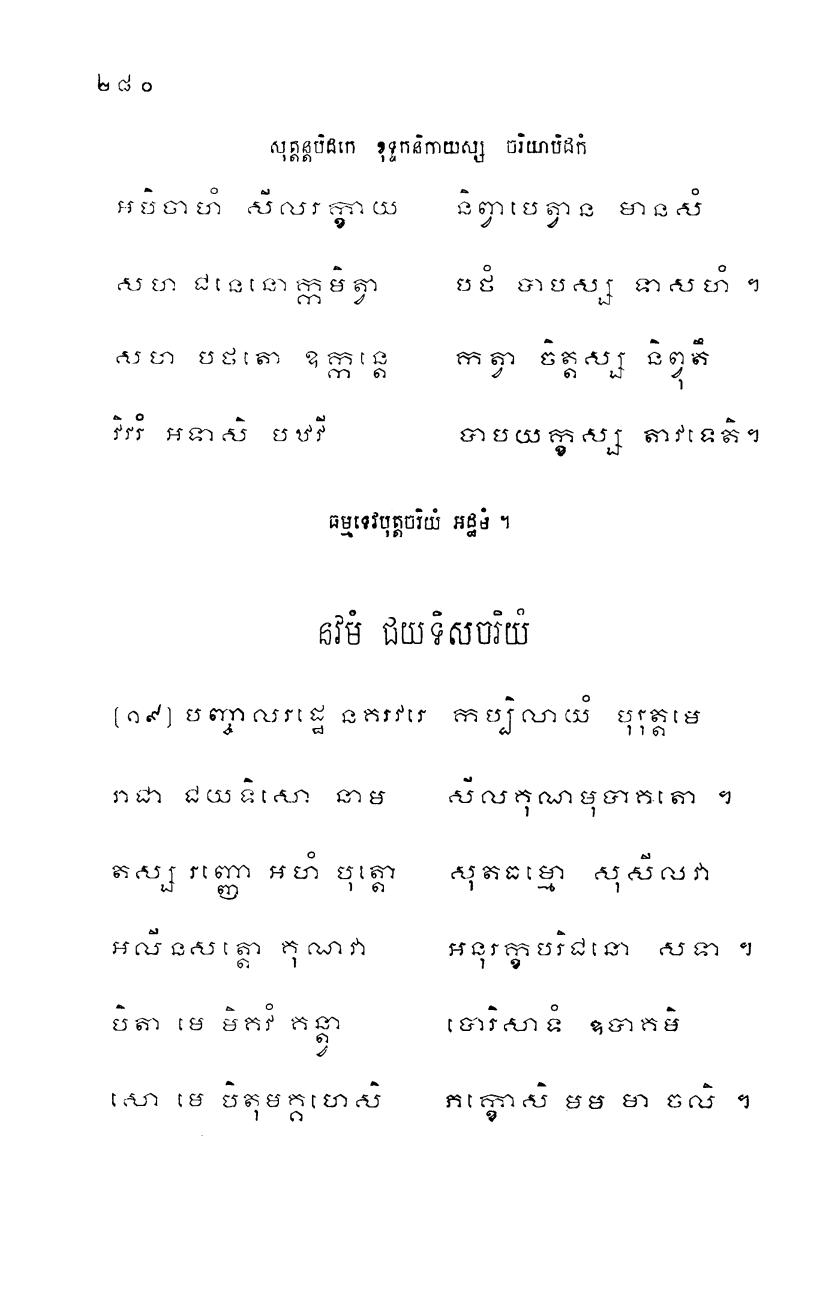 ២៨០
សុត្តន្តបិដកេ ខុទ្ទកនិកាយស្ស ចរិយាបិដកំ
អបិចាហំ សីលរក្ខាយ និព្វាបេត្វាន មានសំ
សហ ជនេនោក្កមិត្វា បថំ បាបស្ស ទាសហំ ។
សហ បថតោ ឧក្កន្តេ កត្វា ចិត្តស្ស និព្វុតឹ
វិវរំ អទាសិ បឋវី បាបយក្ខស្ស តាវទេតិ។
ធម្មទេវបុត្តចរិយំ អដ្ឋមំ ។
នវមំ ជយទិសចរិយំ
(១៩) បញ្ចាលរដ្ឋេ នគរវរេ កប្បិលាយំ បុរុត្តមេ
រាជា ជយទិសោ នាម សីលគុណមុបាគតោ ។
តស្ស រញ្ញោ អហំ បុត្តោ សុតធម្មោ សុសីលវា
អលីនសត្តោ គុណវា អនុរក្ខបរិជនោ សទា ។
បិតា មេ មិគវំ គន្ត្វា បោរិសាទំ ឧបាគមិ
សោ មេ បិតុមគ្គហេសិ ភក្ខោសិ មម មា ចលិ ។